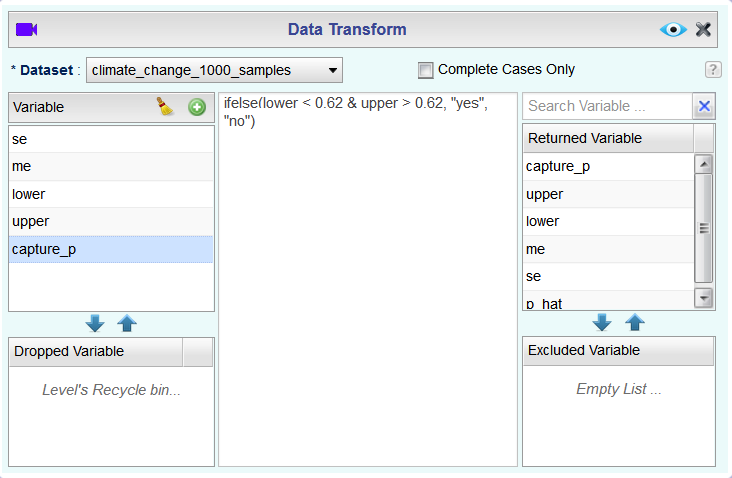 Data Transform
* Dataset : climate_change_1000_samples
Complete Cases Only
?
Variable
se
me
lower
upper
capture_p
Dropped Variable
Level's Recycle bin...
ifelse(lower < 0.62 & upper > 0.62, "yes",
"no")
Search Variable ...
Returned Variable
capture_p
upper
lower
me
se
p_hat
Excluded Variable
Empty List ...